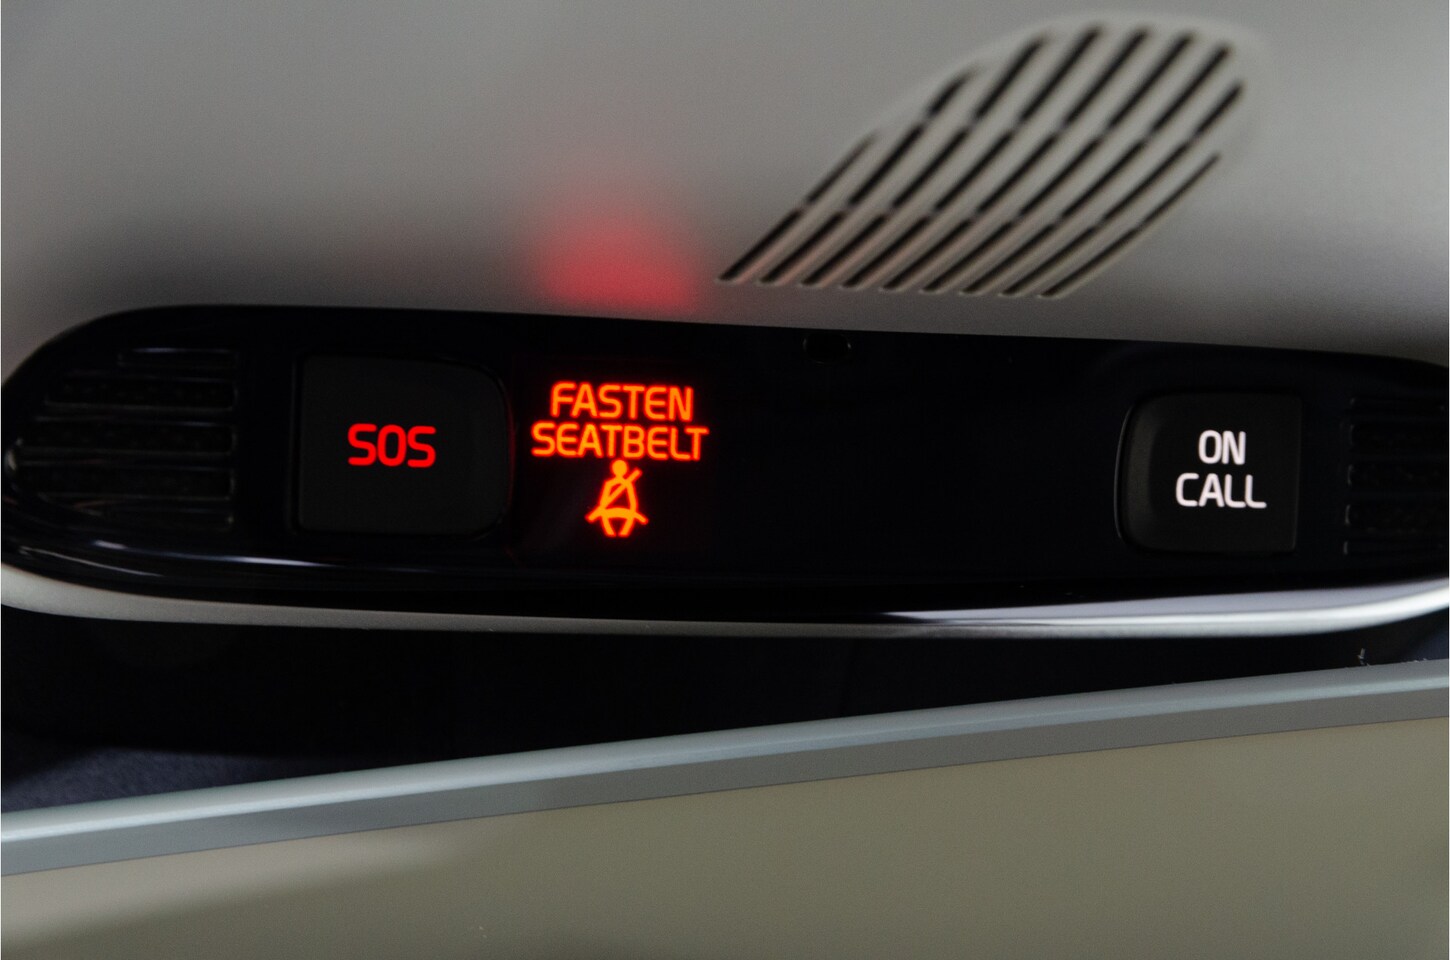 SOS
FASTEN
SEATBELT
ON
CALL